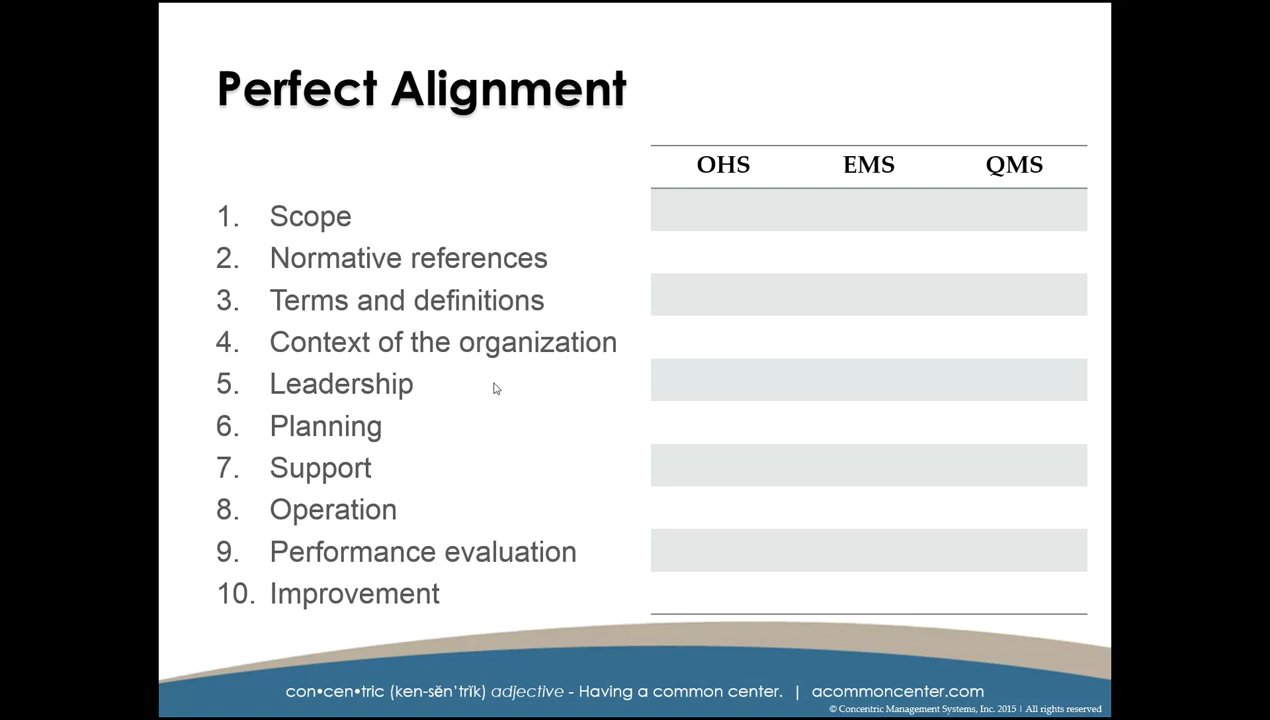 Perfect Alignment
OHS EMS QMS
1. Scope
2. Normative references
3. Terms and definitions
4. Context of the organization
5. Leadership
6. Planning
7. Support
8. Operation
9. Performance evaluation
10. Improvement
con•cen•tric (ken-sĕn'trĭk) adjective - Having a common center. | acommoncenter.com
© Concentric Management Systems, Inc. 2015 | All rights reserved